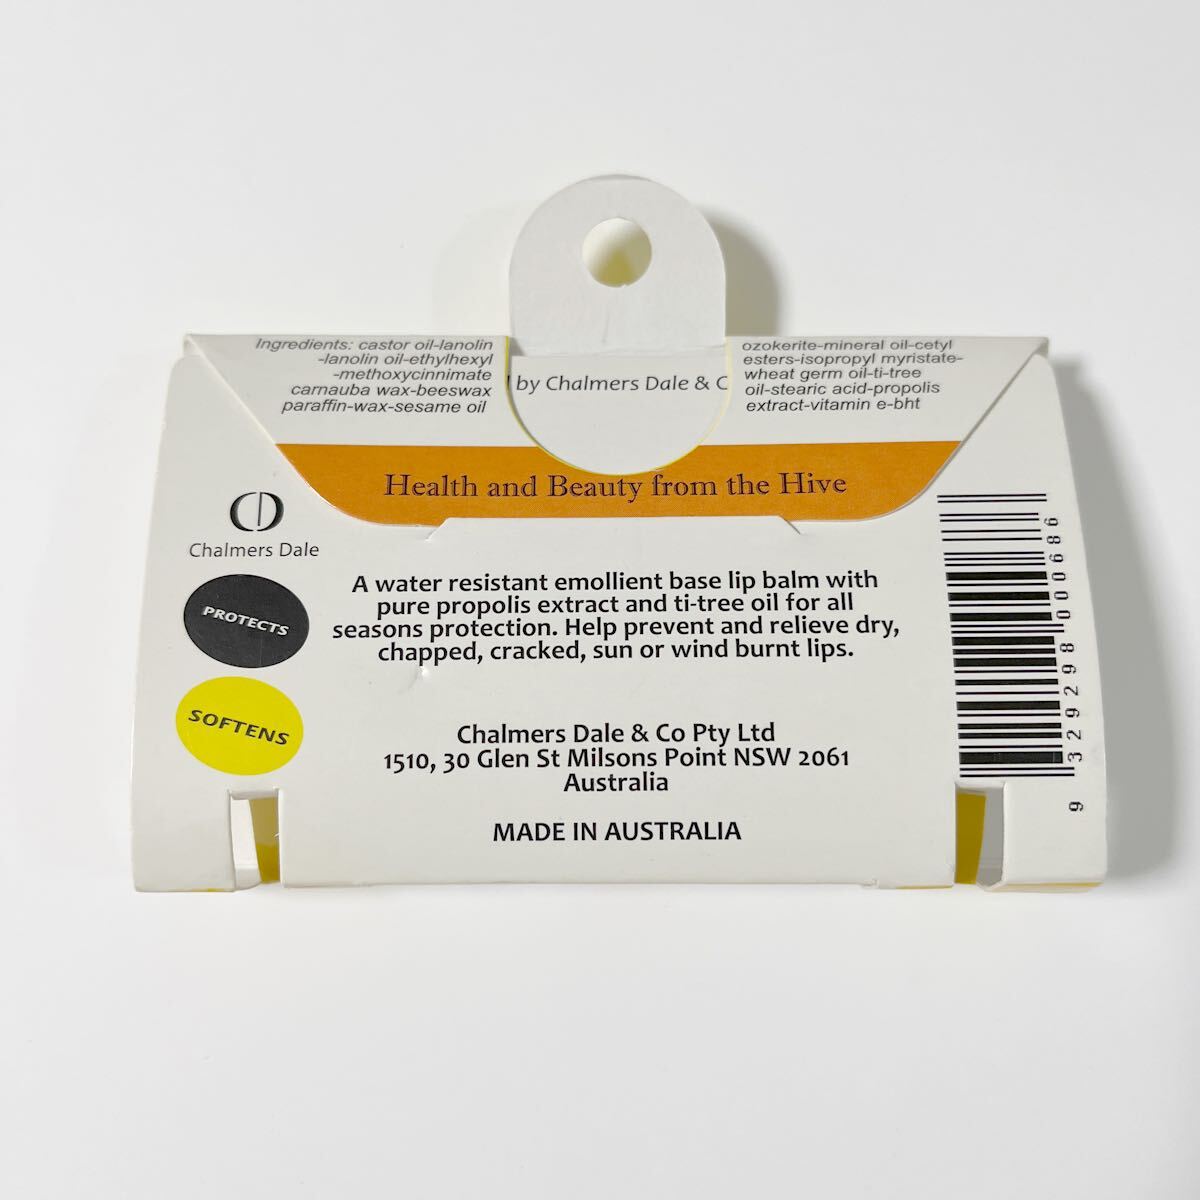 Ingredients: castor oil-lanolin
-lanolin oil-ethylhexyl
-methoxycinnimate
carnauba wax-beeswax
paraffin-wax-sesame oil
by Chalmers Dale & C
ozokerite-mineral oil-cetyl
esters-isopropyl myristate-
wheat germ oil-ti-tree
oil-stearic acid-propolis
extract-vitamin e-bht
Health and Beauty from the Hive
Chalmers Dale
PROTECTS
SOFTENS
A water resistant emollient base lip balm with
pure propolis extract and ti-tree oil for all
seasons protection. Help prevent and relieve dry,
chapped, cracked, sun or wind burnt lips.
Chalmers Dale & Co Pty Ltd
1510, 30 Glen St Milsons Point NSW 2061
Australia
MADE IN AUSTRALIA
9 329298 000686